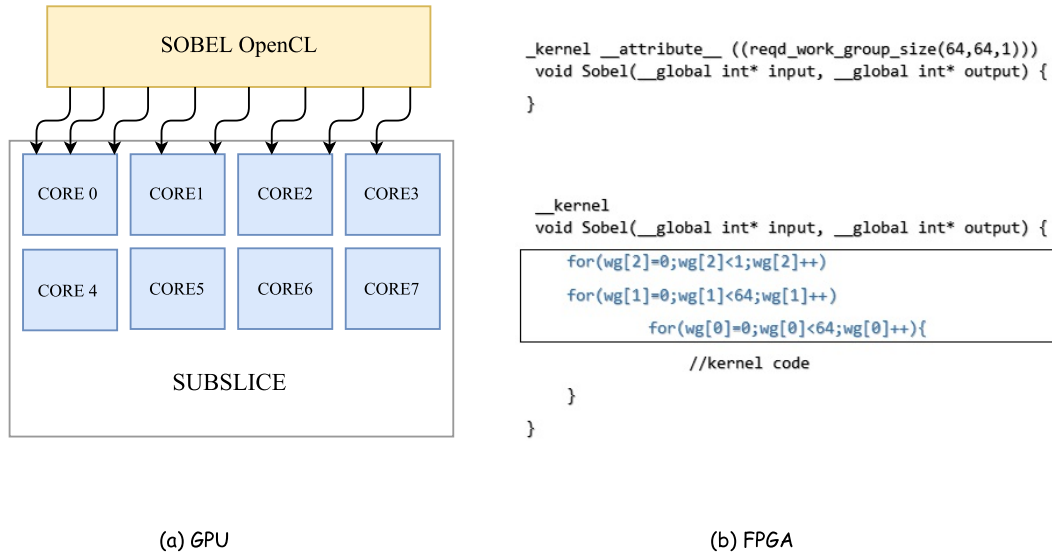 SOBEL OpenCL
CORE 0
CORE1
CORE2
CORE3
CORE 4
CORE5
CORE6
CORE7
SUBSLICE
(a) GPU
_kernel __attribute__ ((reqd_work_group_size(64,64,1)))
void Sobel(__global int* input, __global int* output) {
}
__kernel
void Sobel(__global int* input, __global int* output) {
for(wg[2]=0;wg[2]<1;wg[2]++)
for(wg[1]=0;wg[1]<64;wg[1]++)
for(wg[0]=0;wg[0]<64;wg[0]++){
//kernel code
}
}
(b) FPGA